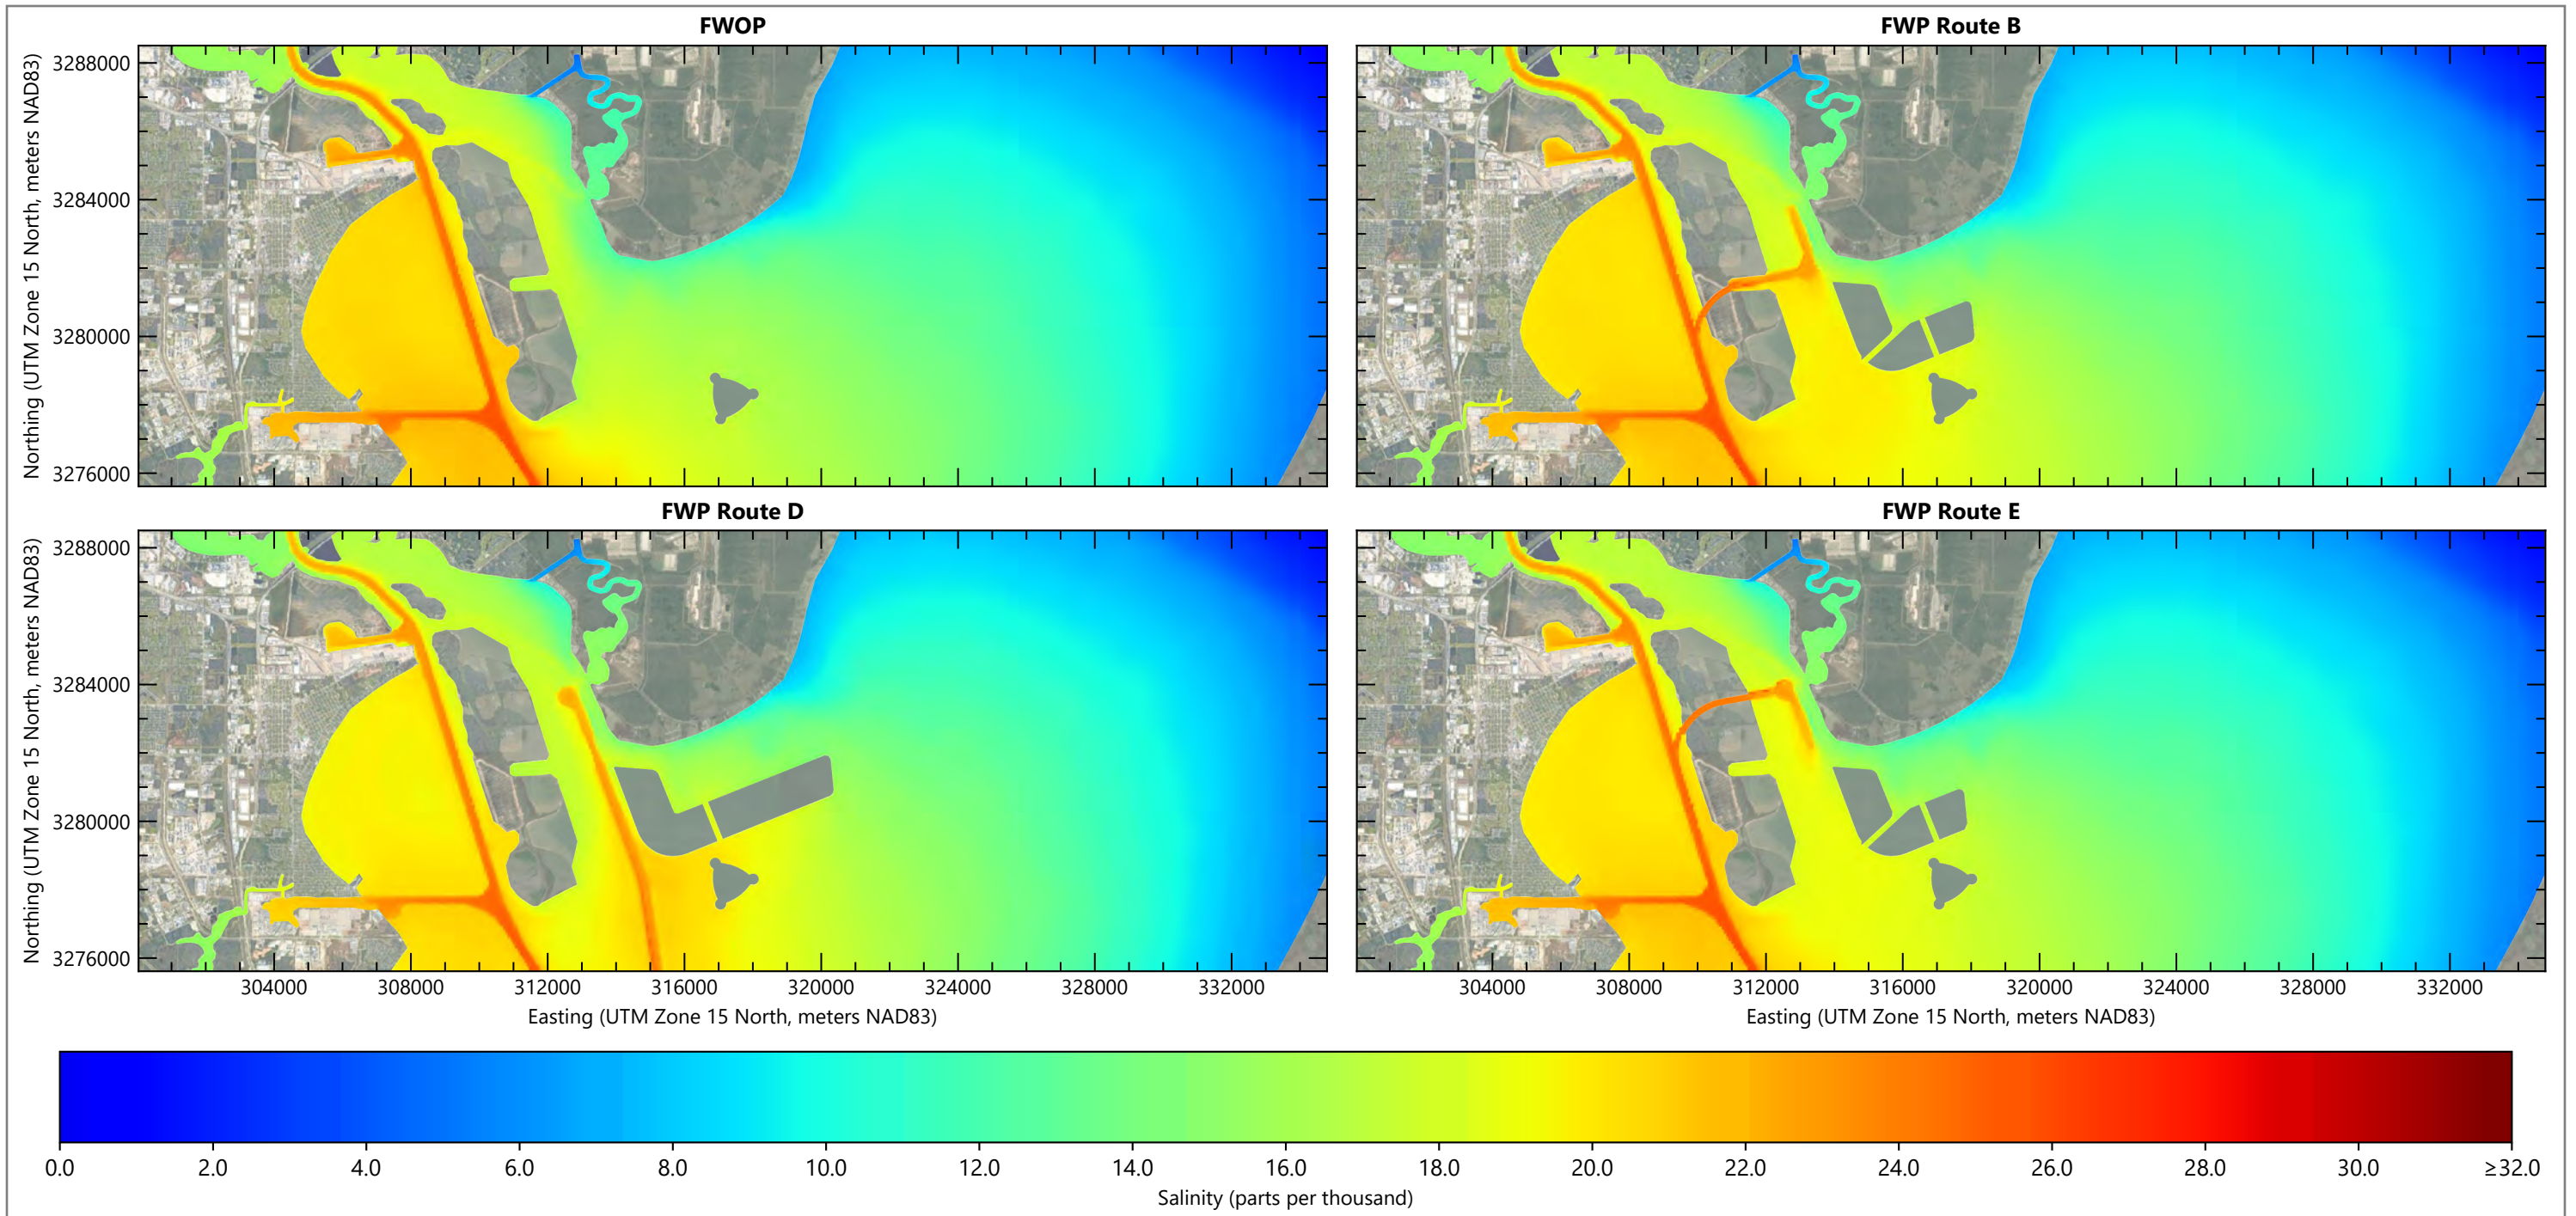 FWOP
FWP Route B
Northing (UTM Zone 15 North, meters NAD83)
3288000
3284000
3280000
3276000
FWP Route D
FWP Route E
Northing (UTM Zone 15 North, meters NAD83)
3288000
3284000
3280000
3276000
304000 308000 312000 316000 320000 324000 328000 332000
304000 308000 312000 316000 320000 324000 328000 332000
Easting (UTM Zone 15 North, meters NAD83)
Easting (UTM Zone 15 North, meters NAD83)
0.0 2.0 4.0 6.0 8.0 10.0 12.0 14.0 16.0 18.0 20.0 22.0 24.0 26.0 28.0 30.0 ≥32.0
Salinity (parts per thousand)